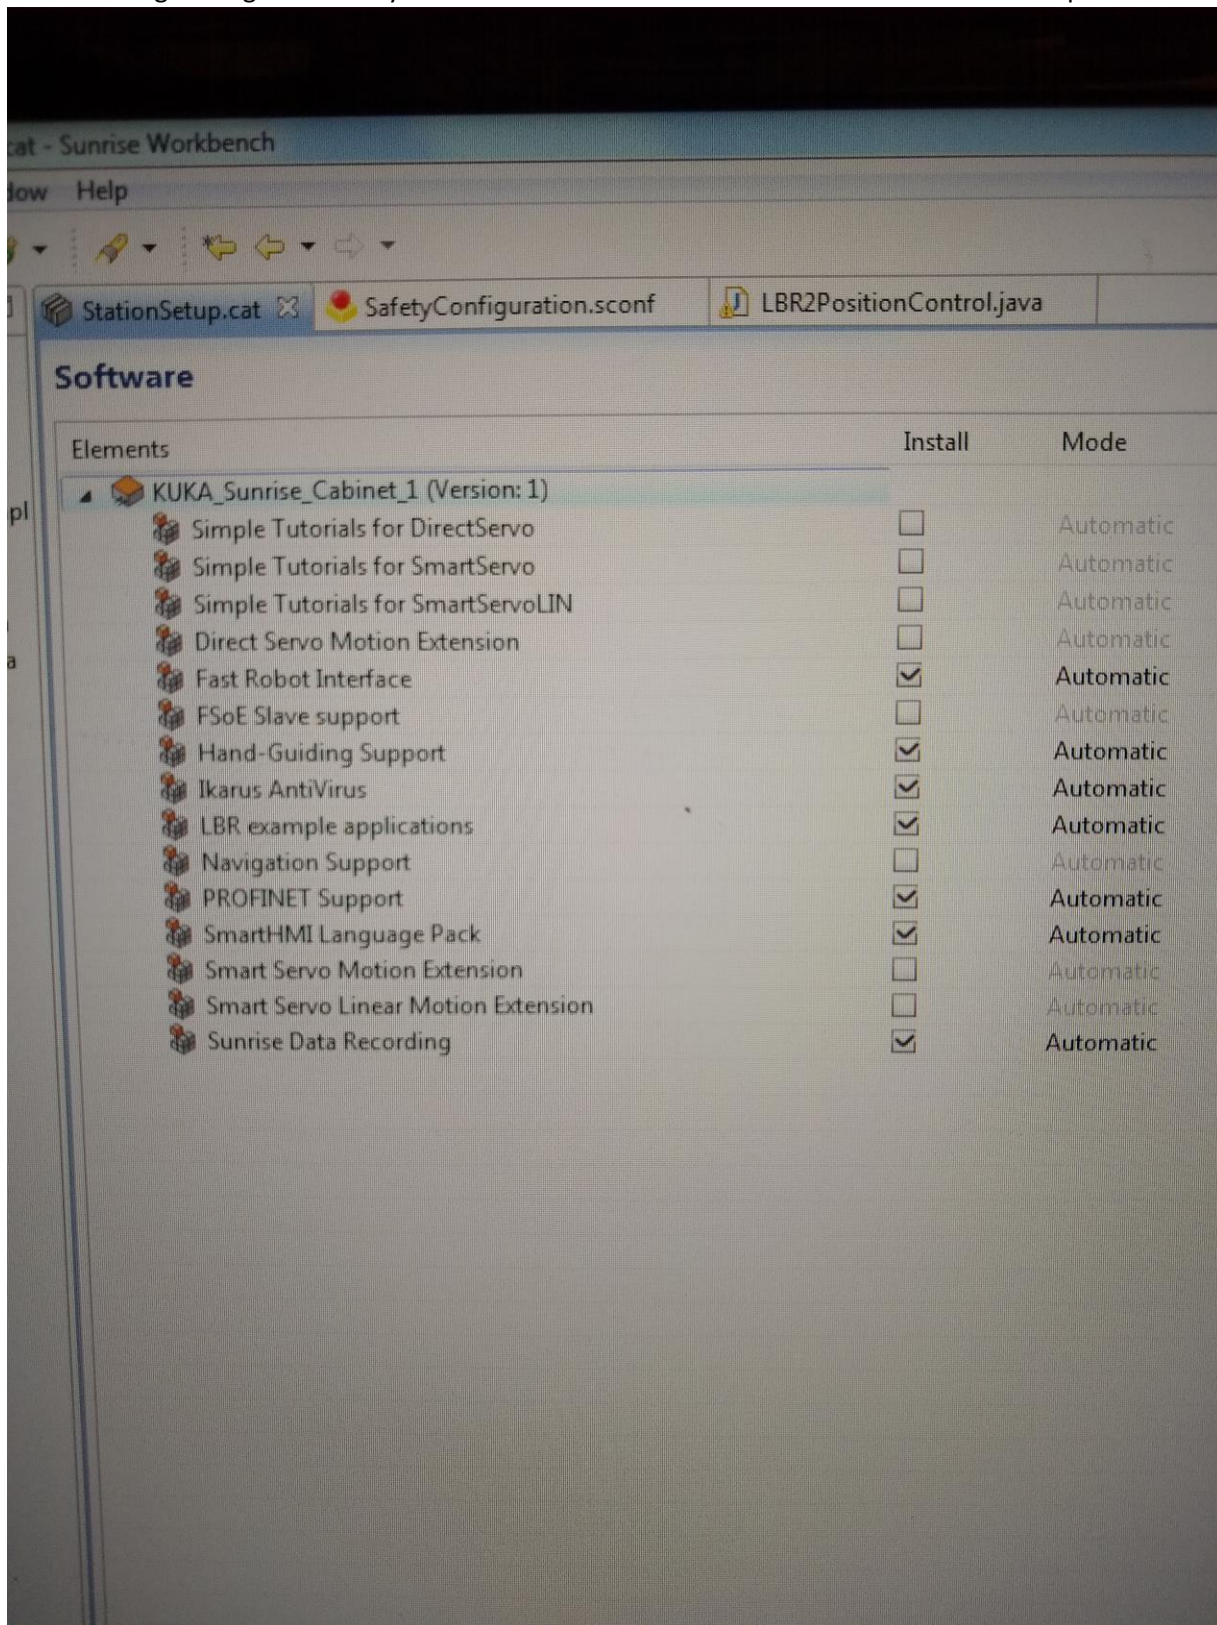 cat - Sunrise Workbench
Help
StationSetup.cat SafetyConfiguration.sconf LBR2PositionControl.java
Software
Elements Install Mode
KUKA_Sunrise_Cabinet_1 (Version: 1)
Simple Tutorials for DirectServo Automatic
Simple Tutorials for SmartServo Automatic
Simple Tutorials for SmartServoLIN Automatic
Direct Servo Motion Extension Automatic
Fast Robot Interface Automatic
FSoE Slave support Automatic
Hand-Guiding Support Automatic
Ikarus AntiVirus Automatic
LBR example applications Automatic
Navigation Support Automatic
PROFINET Support Automatic
SmartHMI Language Pack Automatic
Smart Servo Motion Extension Automatic
Smart Servo Linear Motion Extension Automatic
Sunrise Data Recording Automatic